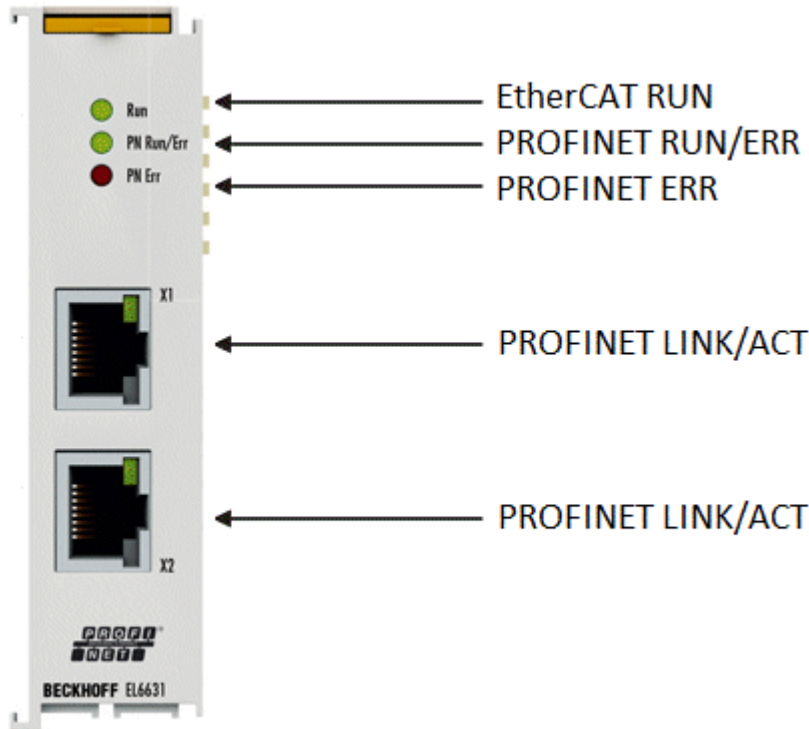 Run
EtherCAT RUN
PN Run/Err
PROFINET RUN/ERR
PN Err
PROFINET ERR
X1
PROFINET LINK/ACT
PROFINET LINK/ACT
X2
PROFI
NET
BECKHOFF EL6631